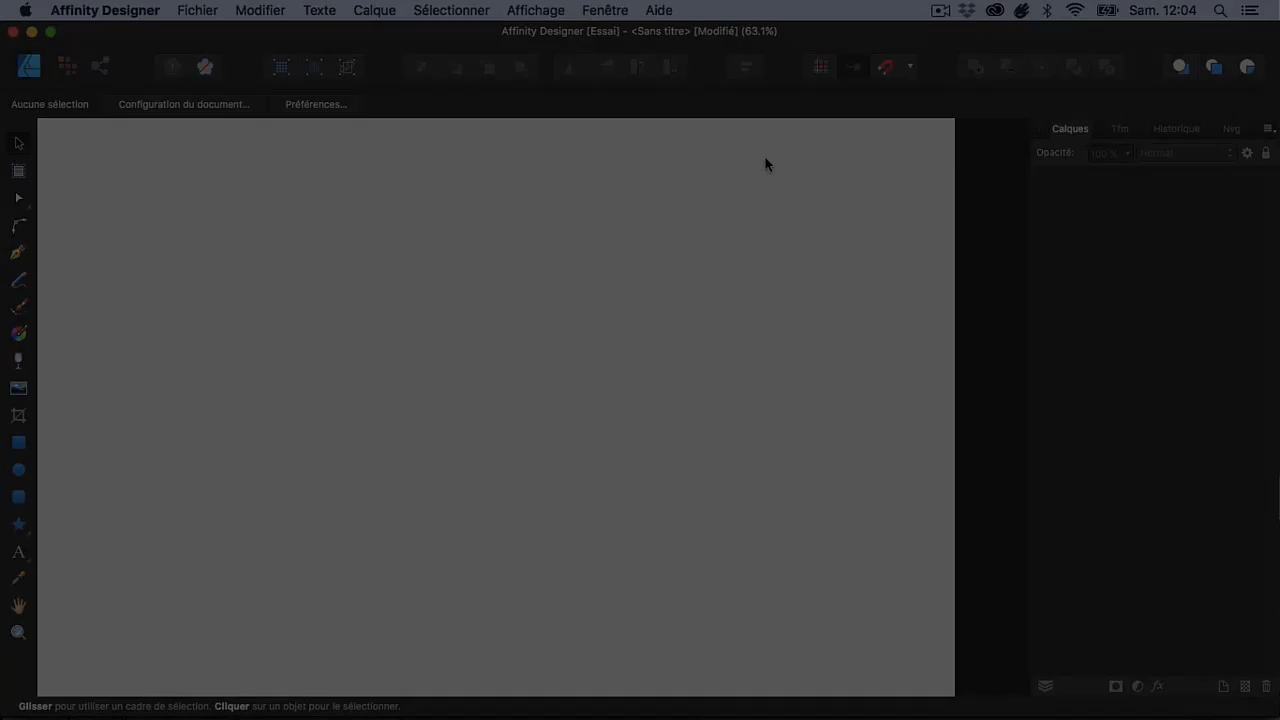 Affinity Designer Fichier Modifier Texte Calque Sélectionner Affichage Fenêtre Aide Sam. 12:04
Affinity Designer [Essai] - <Sans titre> [Modifié] (63.1%)
Aucune sélection Configuration du document... Préférences...
Calques Tfm Historique Nvg
Opacité: 100 % Normal
A
Glisser pour utiliser un cadre de sélection. Cliquer sur un objet pour le sélectionner.